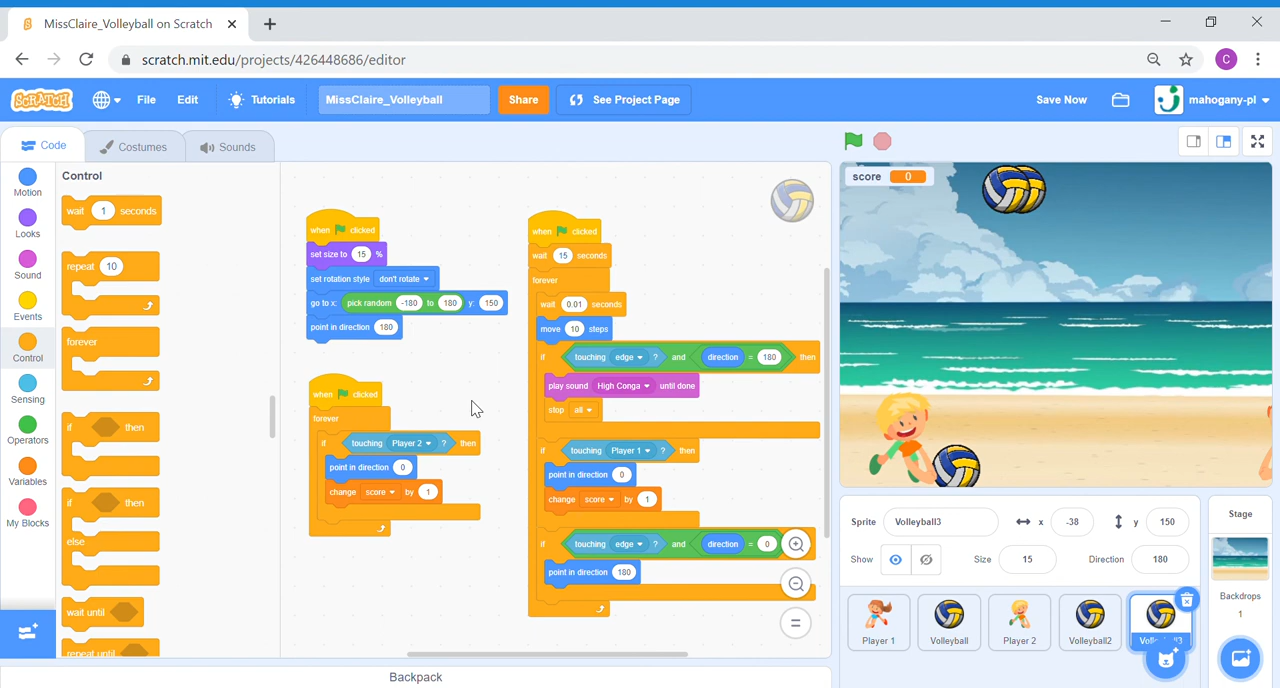 MissClaire_Volleyball on Scratch
scratch.mit.edu/projects/426448686/editor
C
SCRATCH
File
Edit
Tutorials
MissClaire_Volleyball
Share
See Project Page
Save Now
mahogany-pl
Code
Costumes
Sounds
Motion
Looks
Sound
Events
Control
Sensing
Operators
Variables
My Blocks
Control
wait 1 seconds
repeat 10
forever
if then
if then
else
wait until
repeat until
when clicked
set size to 15 %
set rotation style don't rotate
go to x: pick random -180 to 180 y: 150
point in direction 180
when clicked
forever
if touching Player 2 ? then
point in direction 0
change score by 1
when clicked
wait 15 seconds
forever
wait 0.01 seconds
move 10 steps
if touching edge ? and direction = 180 then
play sound High Conga until done
stop all
if touching Player 1 ? then
point in direction 0
change score by 1
if touching edge ? and direction = 0
point in direction 180
Backpack
score 0
Sprite Volleyball3 x -38 y 150
Show Size 15 Direction 180
Player 1
Volleyball
Player 2
Volleyball2
Stage
Backdrops
1